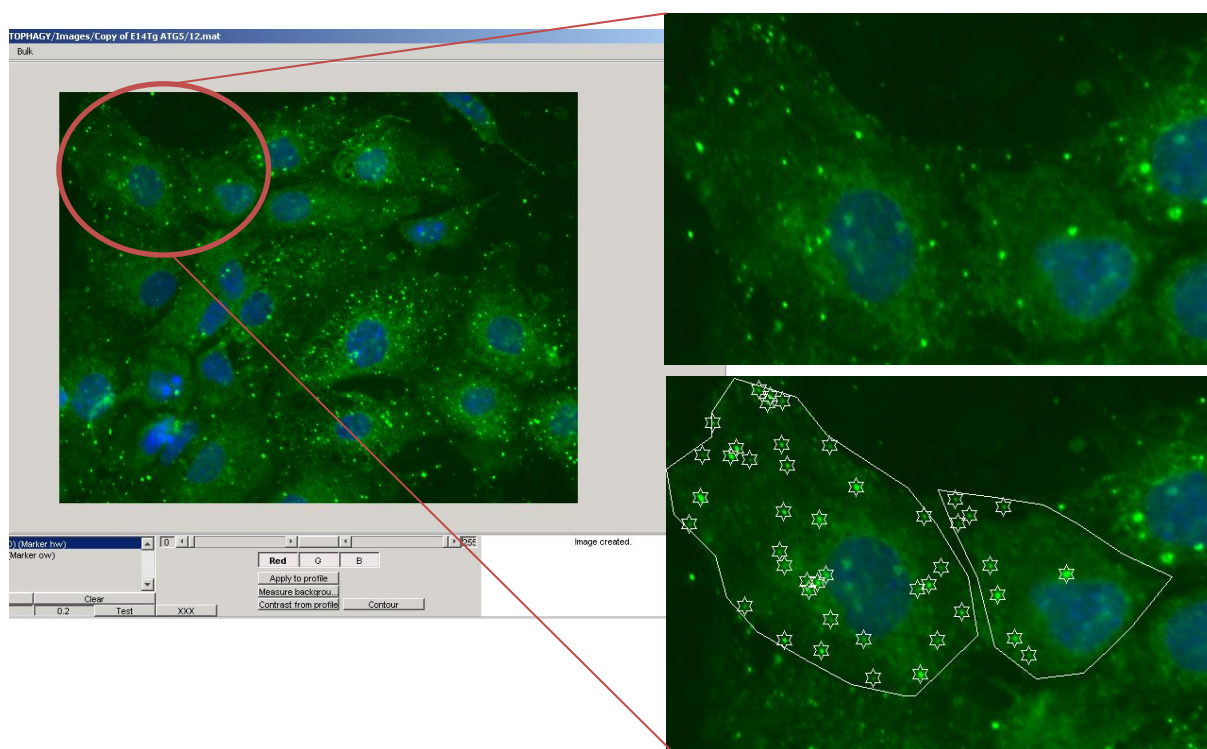 TOPHAGY/Images/Copy of E14Tg ATG5/12.mat
Bulk
(Marker hw)
(Marker ow)
0
255
Image created.
Red G B
Apply to profile
Clear
Measure backgrou...
0.2 Test XXX
Contrast from profile Contour